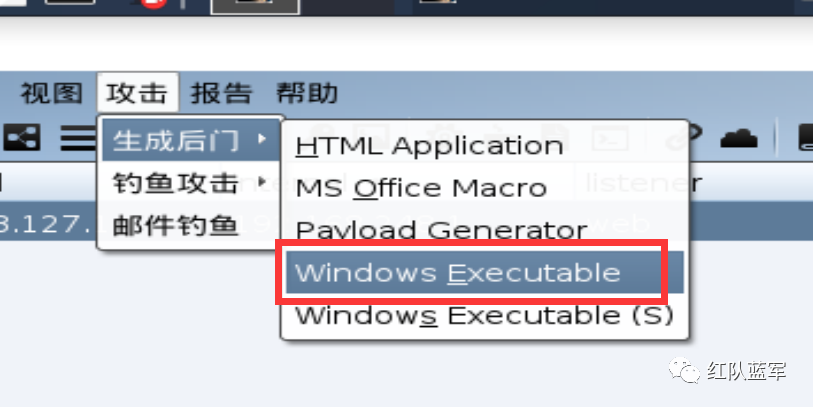 视图 攻击 报告 帮助
生成后门
钓鱼攻击
邮件钓鱼
HTML Application
MS Office Macro
Payload Generator
Windows Executable
Windows Executable (S)
listener
3.127.
web
红队蓝军